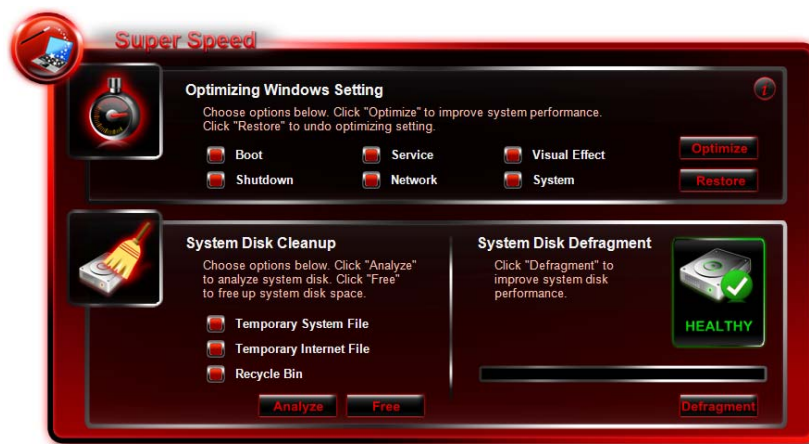 Super Speed
Optimizing Windows Setting
Choose options below. Click "Optimize" to improve system performance.
Click "Restore" to undo optimizing setting.
Boot
Service
Visual Effect
Optimize
Shutdown
Network
System
Restore
System Disk Cleanup
Choose options below. Click "Analyze"
to analyze system disk. Click "Free"
to free up system disk space.
Temporary System File
Temporary Internet File
Recycle Bin
Analyze
Free
System Disk Defragment
Click "Defragment" to
improve system disk
performance.
HEALTHY
Defragment